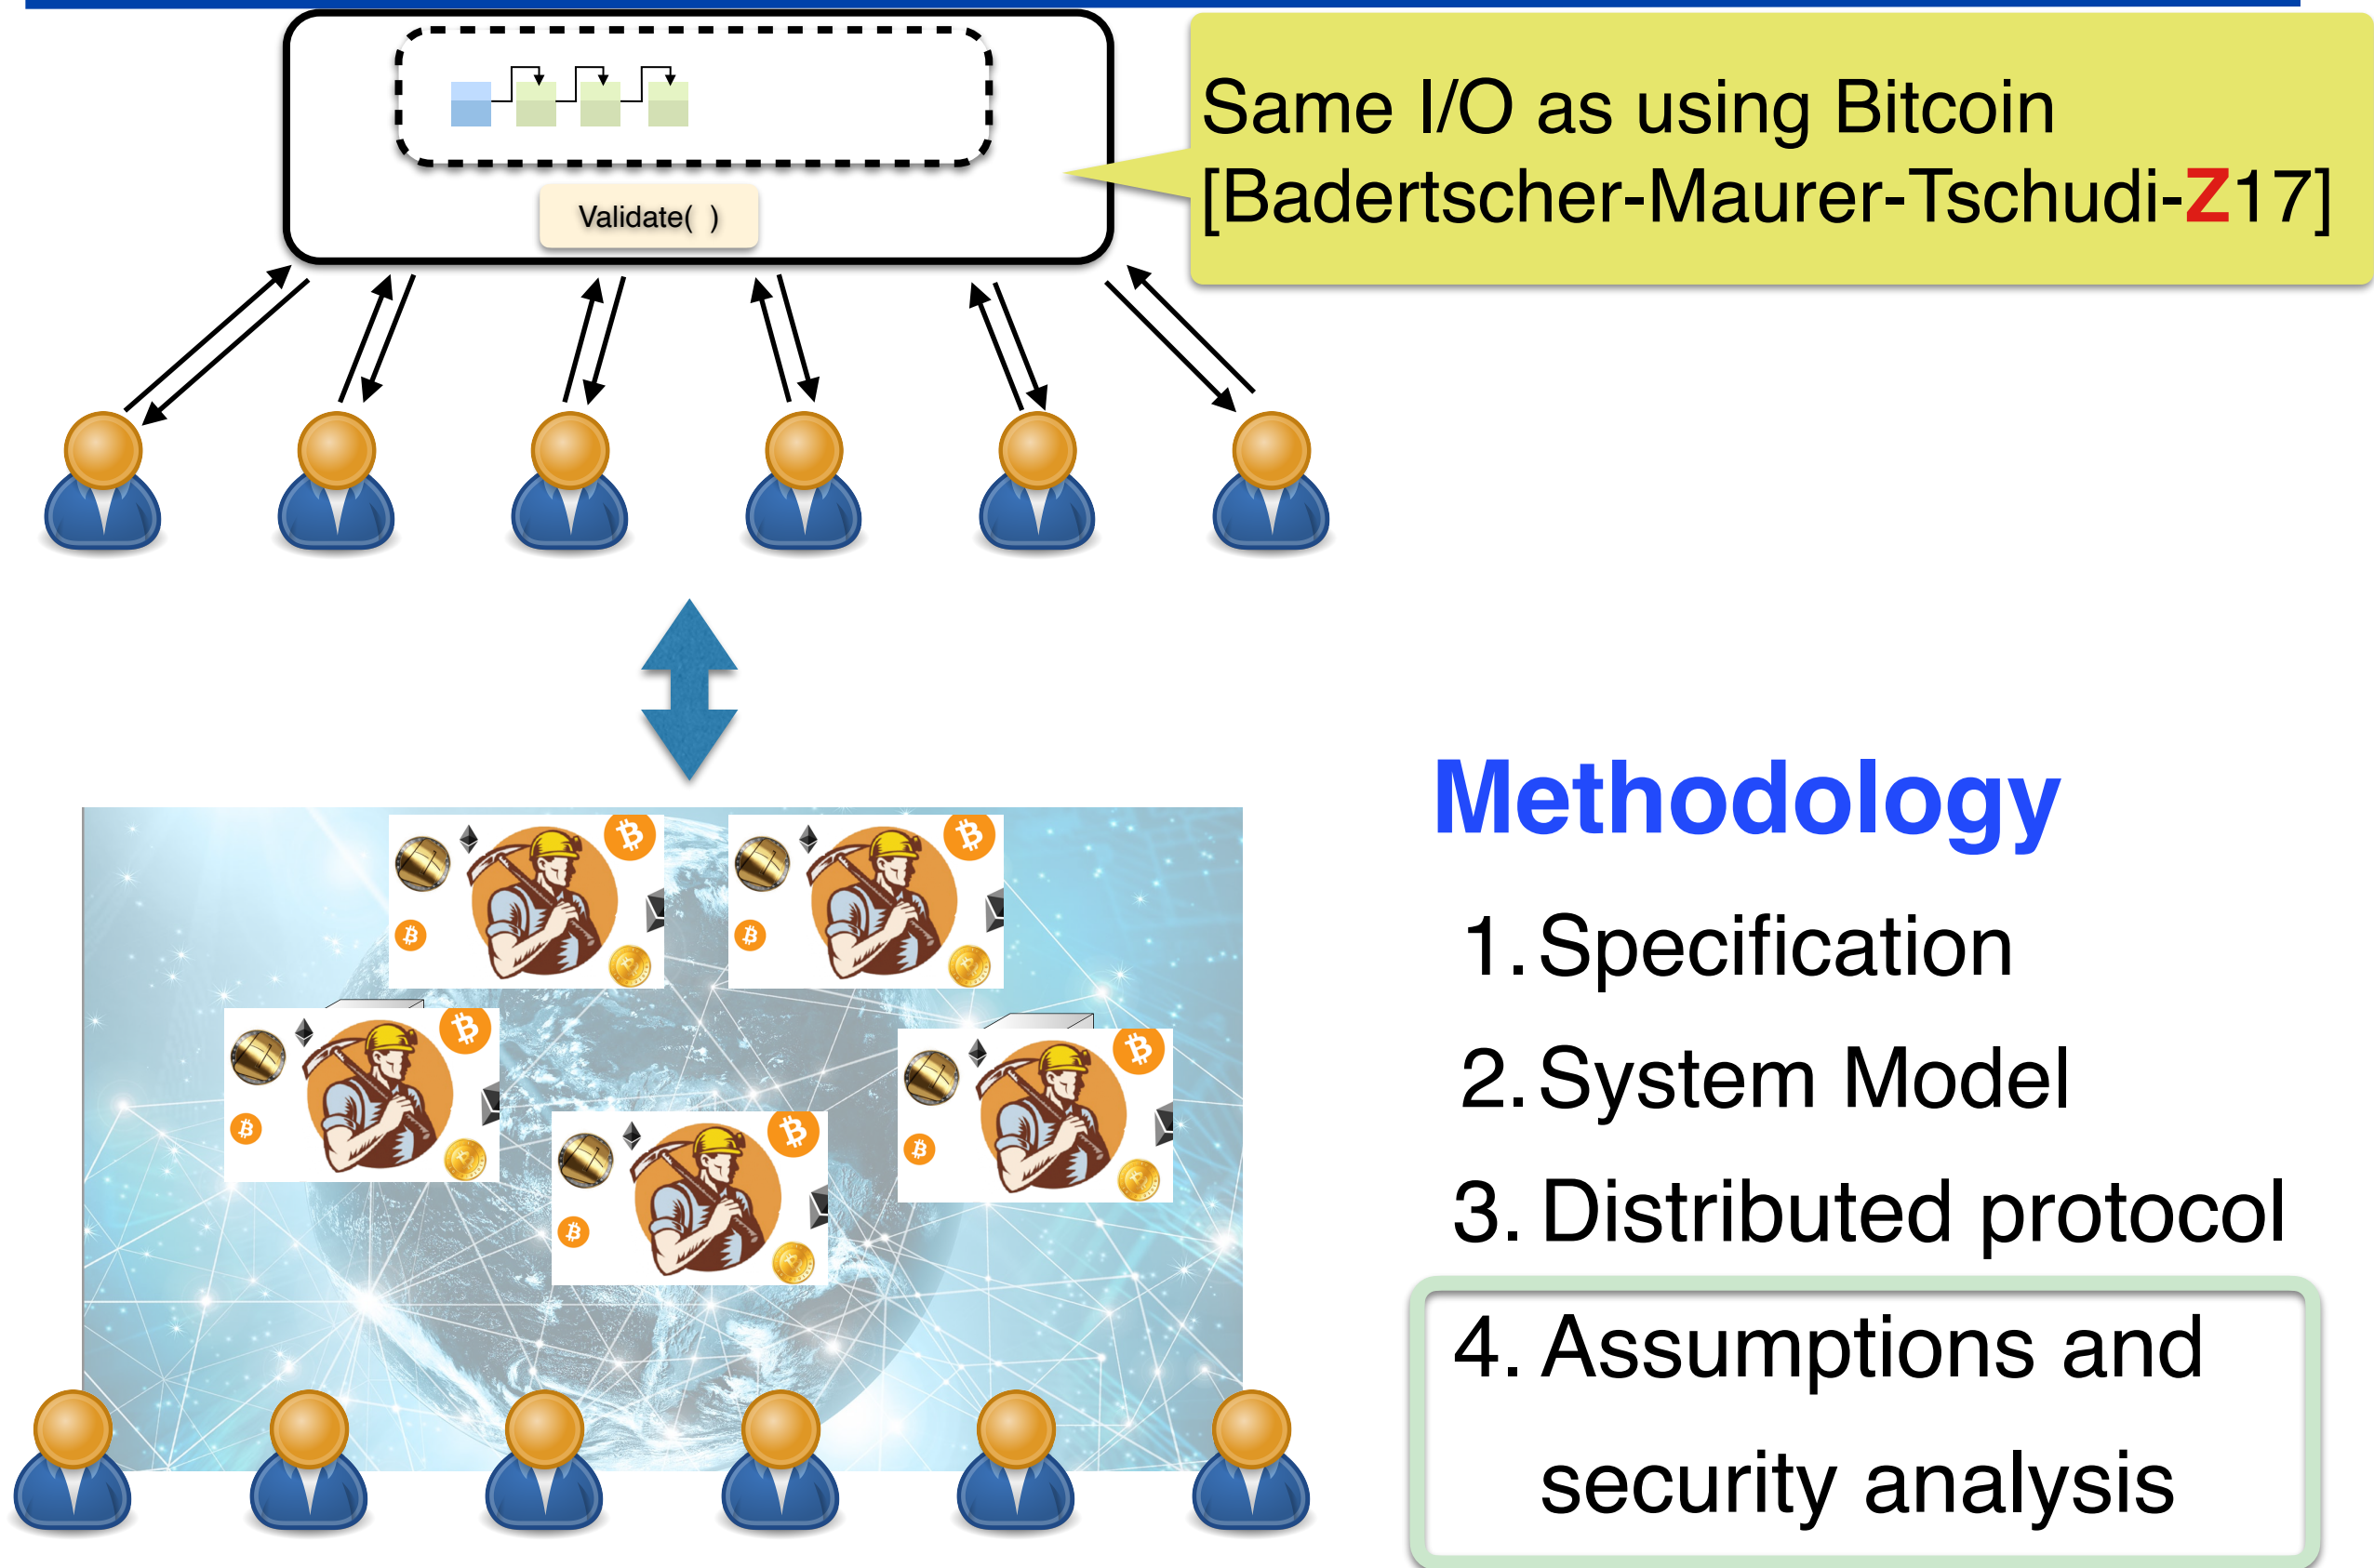 Same I/O as using Bitcoin
[Badertscher-Maurer-Tschudi-Z17]
Validate( )
Methodology
1. Specification
2. System Model
3. Distributed protocol
4. Assumptions and
security analysis